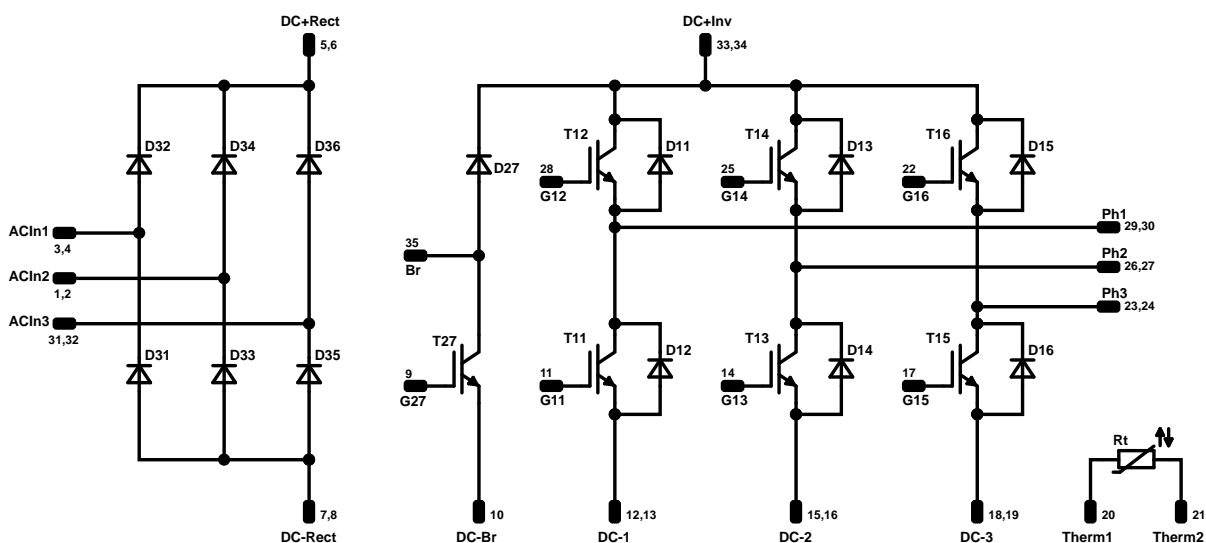 DC+Rect
5,6
DC+Inv
33,34
D32
D34
D36
D27
T12
D11
28
G12
T14
D13
25
G14
T16
D15
22
G16
ACIn1
3,4
ACIn2
1,2
ACIn3
31,32
35
Br
Ph1
29,30
Ph2
26,27
Ph3
23,24
D31
D33
D35
T27
9
G27
T11
D12
11
G11
T13
D14
14
G13
T15
D16
17
G15
Rt
7,8
DC-Rect
10
DC-Br
12,13
DC-1
15,16
DC-2
18,19
DC-3
20
Therm1
21
Therm2